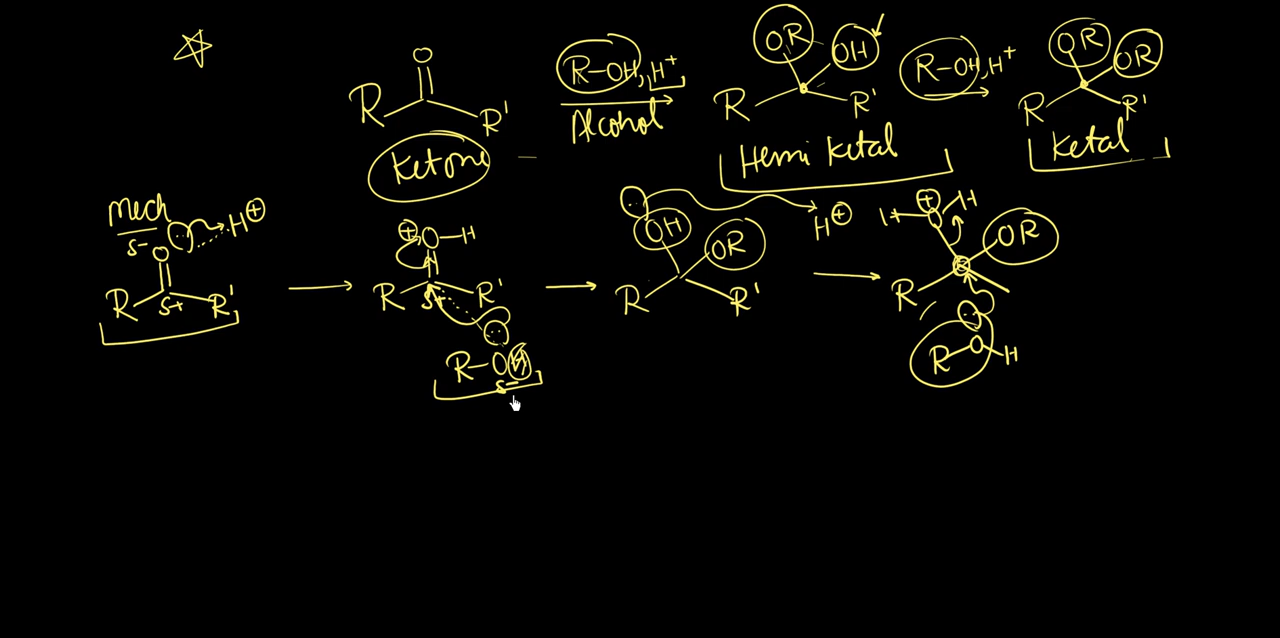 O R-OH, H⁺ OR OH R-OH, H⁺ OR OR
R R' Alcohol R R' R R'
Ketone Hemi Ketal Ketal
Mech
δ- O H⊕ ⊕ O-H OH OR H⊕ H-O⊕-H OR
R δ+ R' R δ+ R' R R' R
R-OH R-O-H
δ-